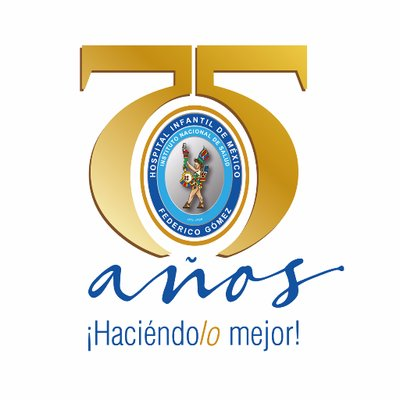 75
HOSPITAL INFANTIL DE MÉXICO
INSTITUTO NACIONAL DE SALUD
FEDERICO GÓMEZ
años
¡Haciéndolo mejor!